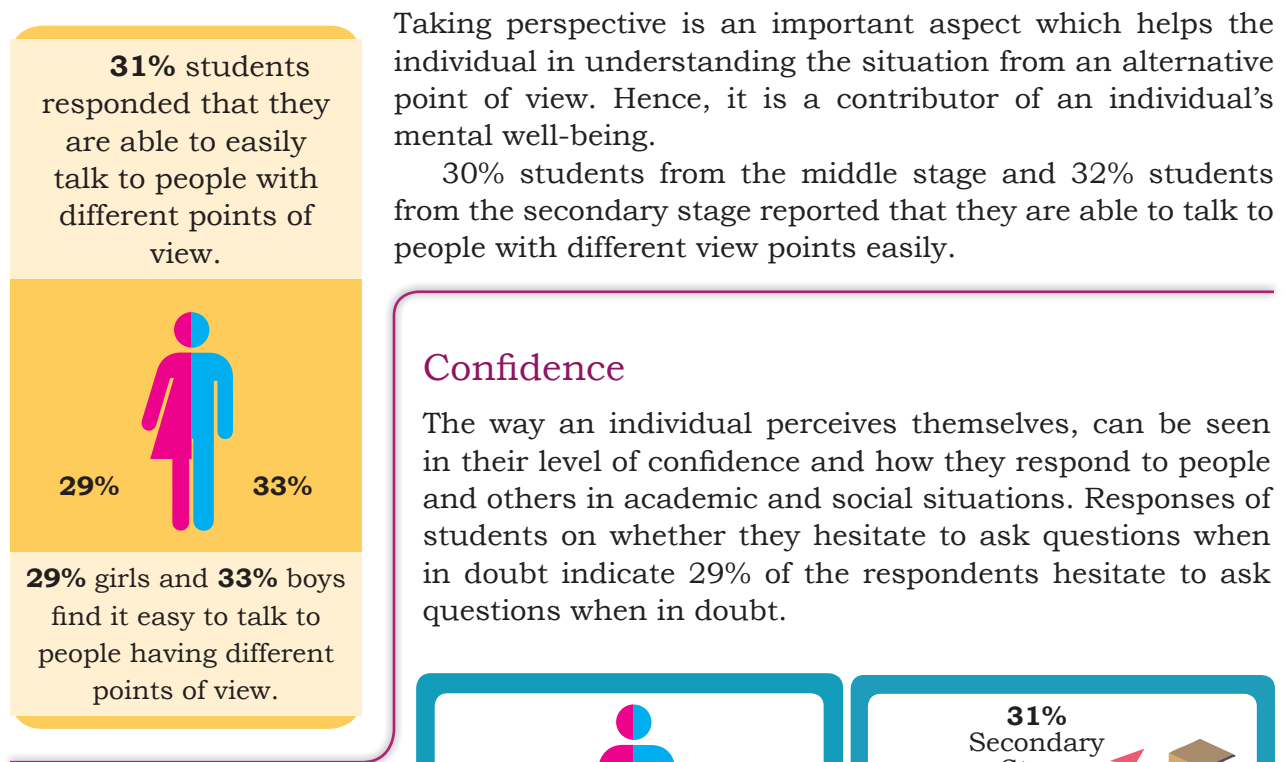 31% students
responded that they
are able to easily
talk to people with
different points of
view.
29%
33%
29% girls and 33% boys
find it easy to talk to
people having different
points of view.
Taking perspective is an important aspect which helps the
individual in understanding the situation from an alternative
point of view. Hence, it is a contributor of an individual’s
mental well-being.
30% students from the middle stage and 32% students
from the secondary stage reported that they are able to talk to
people with different view points easily.
Confidence
The way an individual perceives themselves, can be seen
in their level of confidence and how they respond to people
and others in academic and social situations. Responses of
students on whether they hesitate to ask questions when
in doubt indicate 29% of the respondents hesitate to ask
questions when in doubt.
31%
Secondary